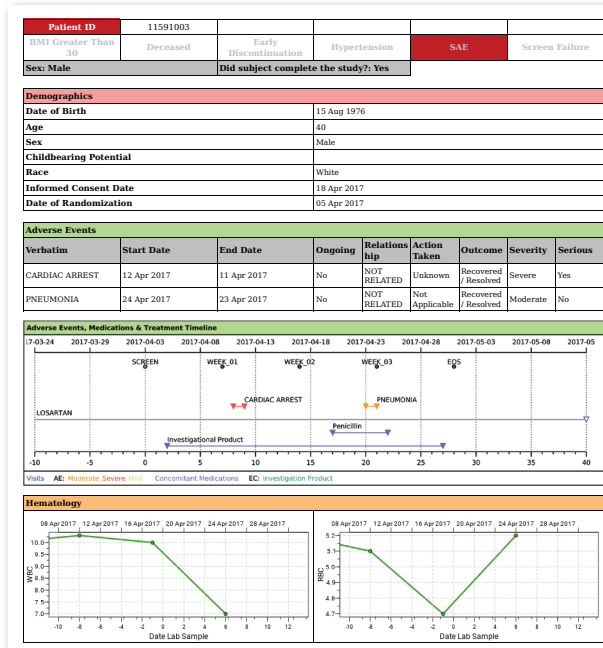 Patient ID 11591003
BMI Greater Than 30 Deceased Early Discontinuation Hypertension SAE Screen Failure
Sex: Male Did subject complete the study?: Yes
Demographics
Date of Birth 15 Aug 1976
Age 40
Sex Male
Childbearing Potential
Race White
Informed Consent Date 18 Apr 2017
Date of Randomization 05 Apr 2017
Adverse Events
Verbatim Start Date End Date Ongoing Relations hip Action Taken Outcome Severity Serious
CARDIAC ARREST 12 Apr 2017 11 Apr 2017 No NOT RELATED Unknown Recovered / Resolved Severe Yes
PNEUMONIA 24 Apr 2017 23 Apr 2017 No NOT RELATED Not Applicable Recovered / Resolved Moderate No
Adverse Events, Medications & Treatment Timeline
7-03-24 2017-03-29 2017-04-03 2017-04-08 2017-04-13 2017-04-18 2017-04-23 2017-04-28 2017-05-03 2017-05-08 2017-05
SCREEN WEEK_01 WEEK_02 WEEK_03 EOS
CARDIAC ARREST PNEUMONIA
LOSARTAN
Penicillin
Investigational Product
-10 -5 0 5 10 15 20 25 30 35 40
Visits AE: Moderate Severe Mild Concomitant Medications EC: Investigation Product
Hematology
08 Apr 2017 12 Apr 2017 16 Apr 2017 20 Apr 2017 24 Apr 2017 28 Apr 2017
10.0
9.5
9.0
8.5
8.0
7.5
7.0
WBC
-10 -8 -6 -4 -2 0 2 4 6 8 10 12
Date Lab Sample
08 Apr 2017 12 Apr 2017 16 Apr 2017 20 Apr 2017 24 Apr 2017 28 Apr 2017
5.2
5.1
5.0
4.9
4.8
4.7
RBC
-10 -8 -6 -4 -2 0 2 4 6 8 10 12
Date Lab Sample